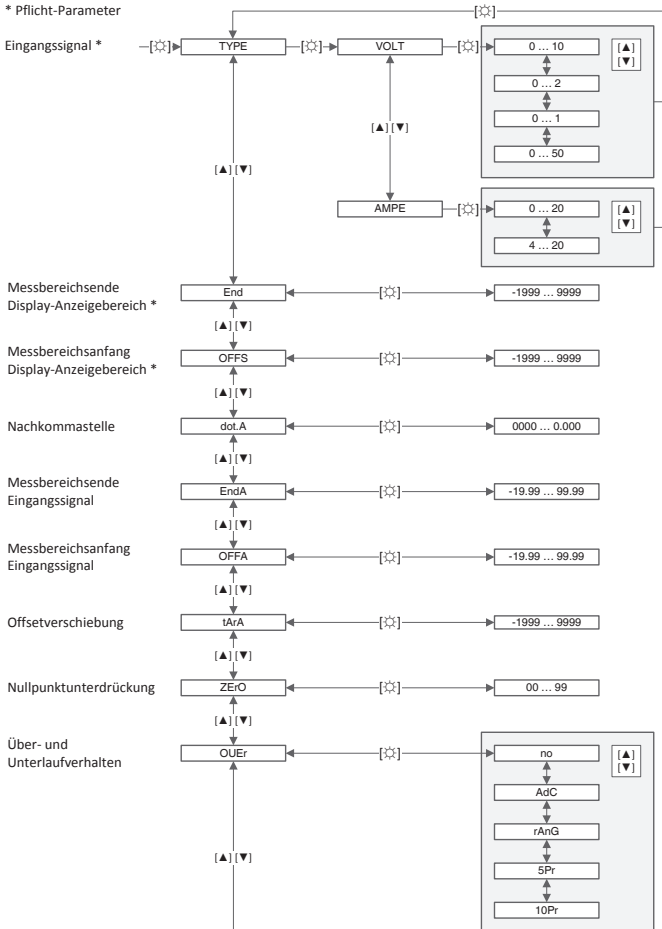 * Pflicht-Parameter
[☼]
Eingangssignal *
[☼] TYPE [☼] VOLT [☼] 0 … 10 [▲]
[▼]
0 … 2
0 … 1
0 … 50
[▲] [▼]
[▲] [▼]
AMPE [☼] 0 … 20 [▲]
[▼]
4 … 20
Messbereichsende
Display-Anzeigebereich *
End [☼] -1999 … 9999
[▲] [▼]
Messbereichsanfang
Display-Anzeigebereich *
OFFS [☼] -1999 … 9999
[▲] [▼]
Nachkommastelle
dot.A [☼] 0000 … 0.000
[▲] [▼]
Messbereichsende
Eingangssignal
EndA [☼] -19.99 … 99.99
[▲] [▼]
Messbereichsanfang
Eingangssignal
OFFA [☼] -19.99 … 99.99
[▲] [▼]
Offsetverschiebung
tArA [☼] -1999 … 9999
[▲] [▼]
Nullpunktunterdrückung
ZErO [☼] 00 … 99
[▲] [▼]
Über- und
Unterlaufverhalten
OUEr [☼] no [▲]
[▼]
AdC
rAnG
5Pr
10Pr
[▲] [▼]